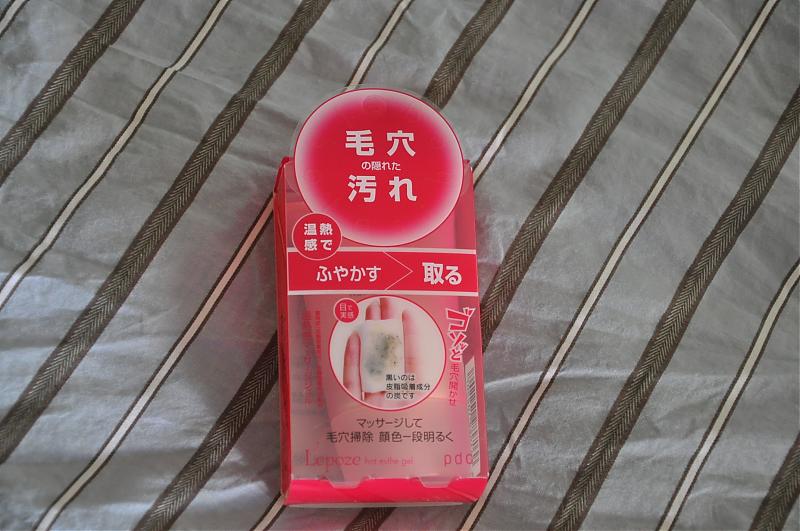 毛穴
の隠れた
汚れ
温熱
感で
ふやかす
取る
目で
実感
ゴソッと毛穴開かせ
黒いのは
皮脂吸着成分
の炭です
マッサージして
毛穴掃除 顔色一段明るく
Lepoze hot esthe gel
pdc